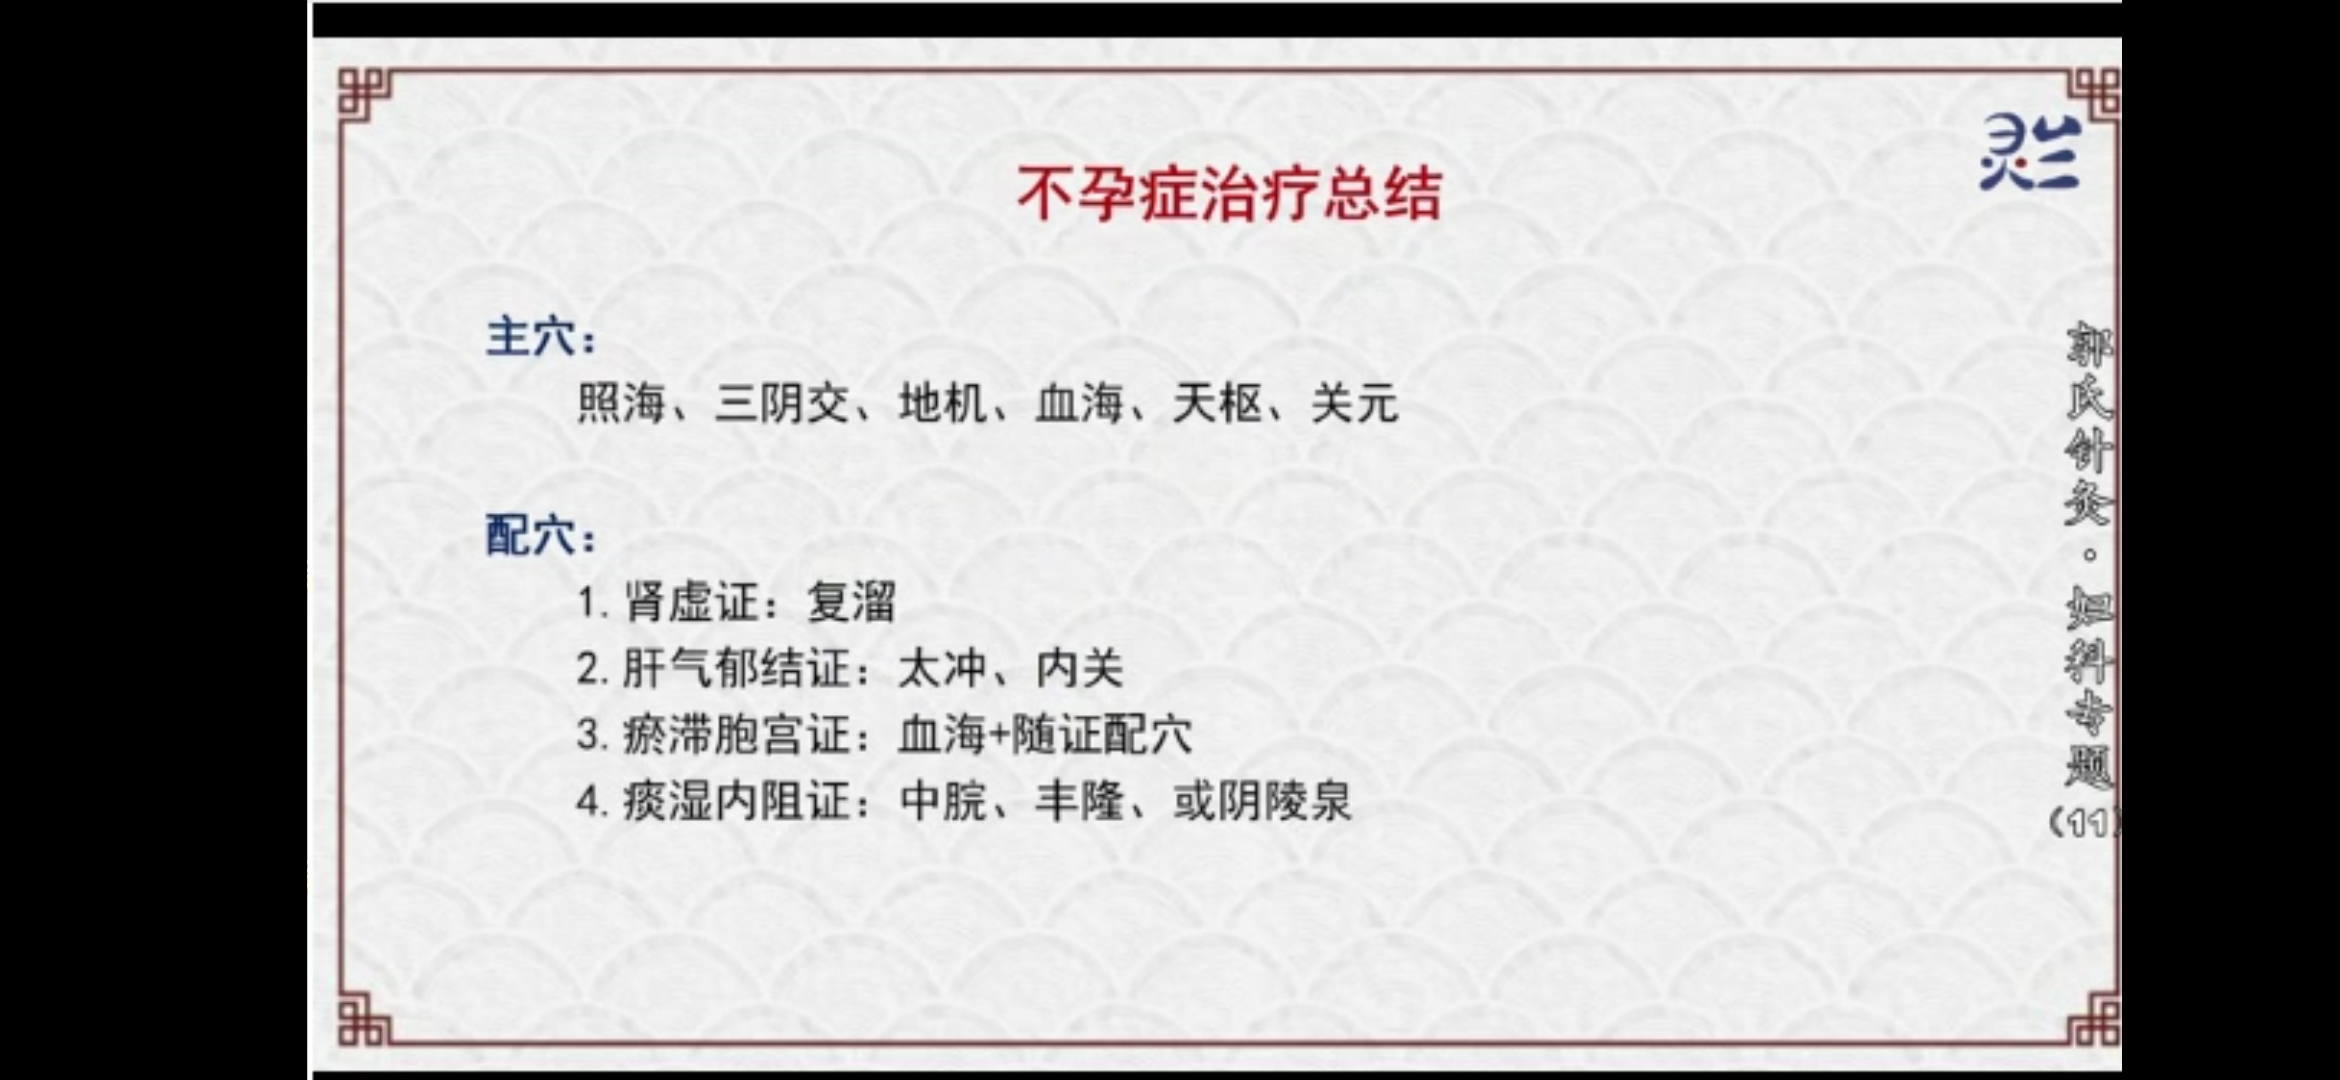 灵兰
不孕症治疗总结
主穴：
照海、三阴交、地机、血海、天枢、关元
配穴：
1.肾虚证：复溜
2.肝气郁结证：太冲、内关
3.瘀滞胞宫证：血海+随证配穴
4.痰湿内阻证：中脘、丰隆、或阴陵泉
郭氏针灸·妇科专题(11)